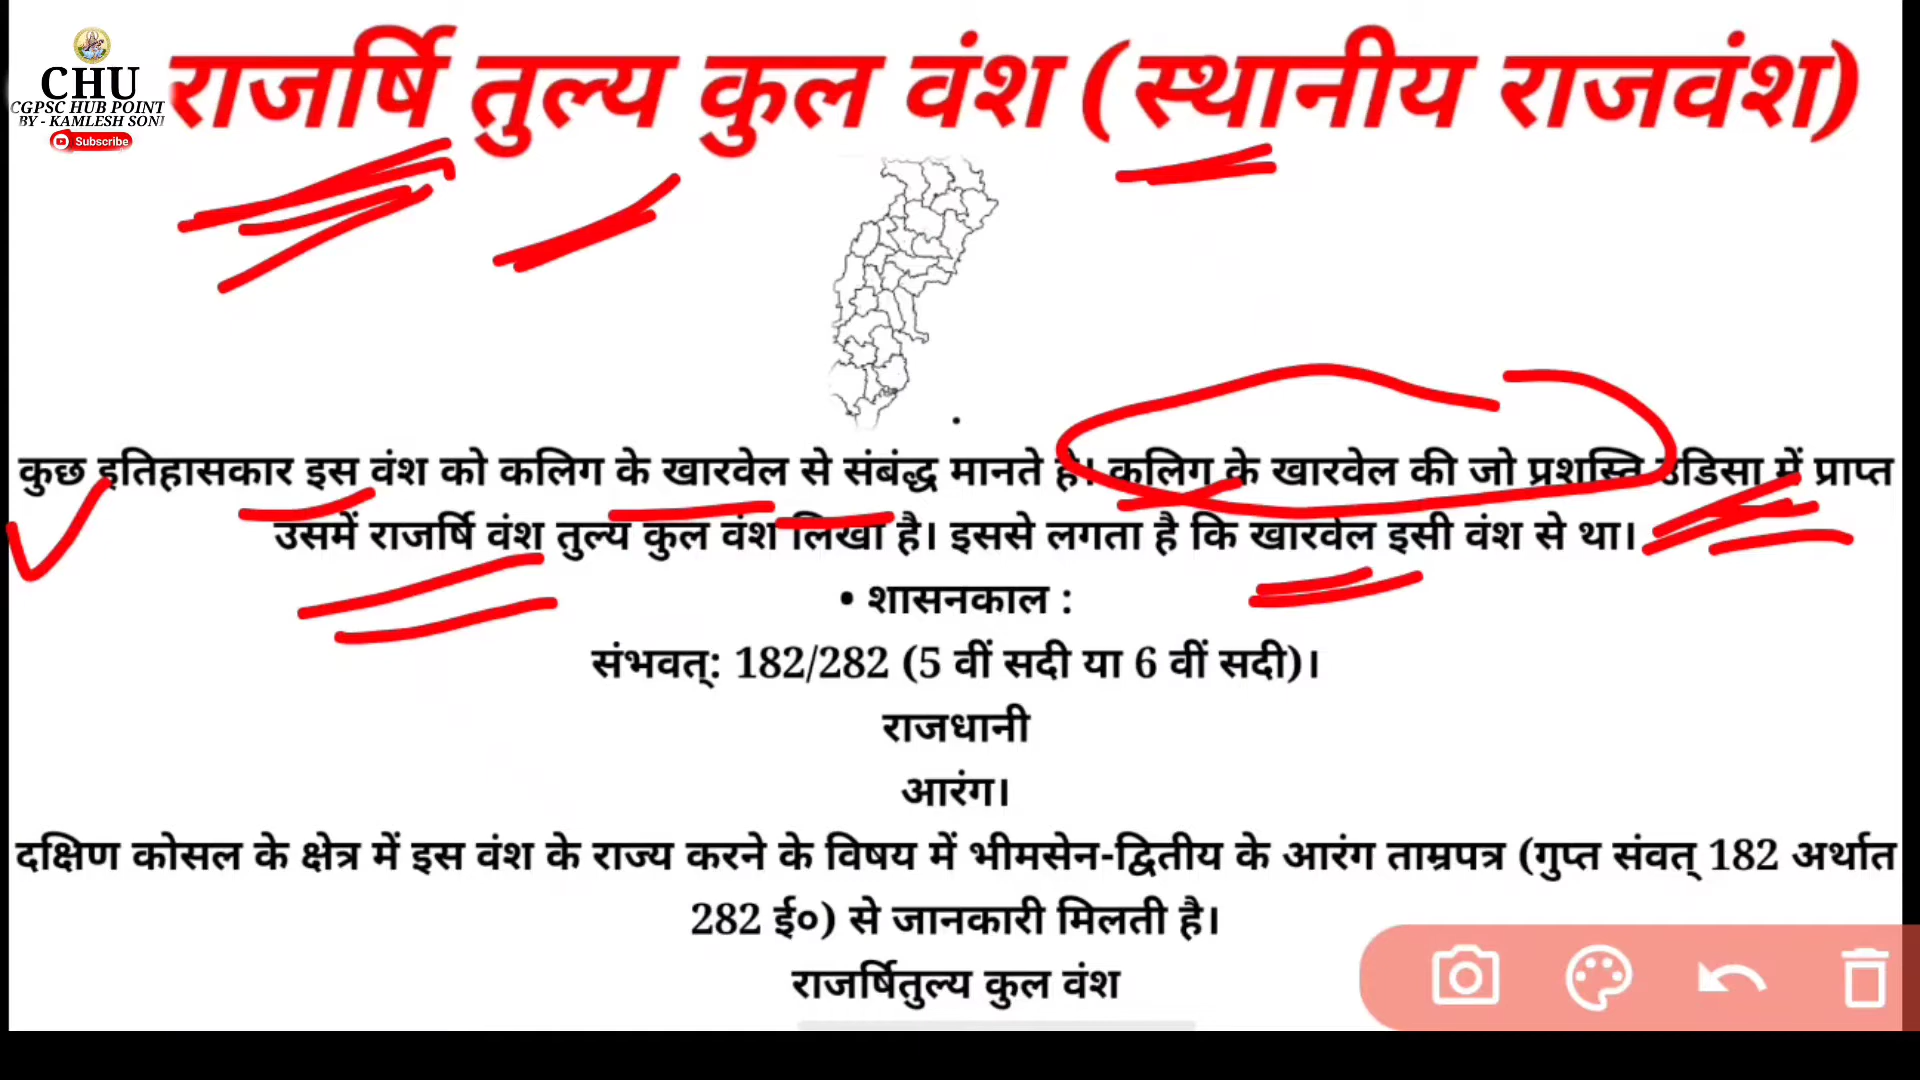 CHU
CGPSC HUB POINT
BY - KAMLESH SONI
Subscribe
राजर्षि तुल्य कुल वंश (स्थानीय राजवंश)
कुछ इतिहासकार इस वंश को कलिग के खारवेल से संबंद्ध मानते है। कलिग के खारवेल की जो प्रशस्ति उडिसा में प्राप्त
उसमें राजर्षि वंश तुल्य कुल वंश लिखा है। इससे लगता है कि खारवेल इसी वंश से था।
• शासनकाल :
संभवत्: 182/282 (5 वीं सदी या 6 वीं सदी)।
राजधानी
आरंग।
दक्षिण कोसल के क्षेत्र में इस वंश के राज्य करने के विषय में भीमसेन-द्वितीय के आरंग ताम्रपत्र (गुप्त संवत् 182 अर्थात
282 ई०) से जानकारी मिलती है।
राजर्षितुल्य कुल वंश